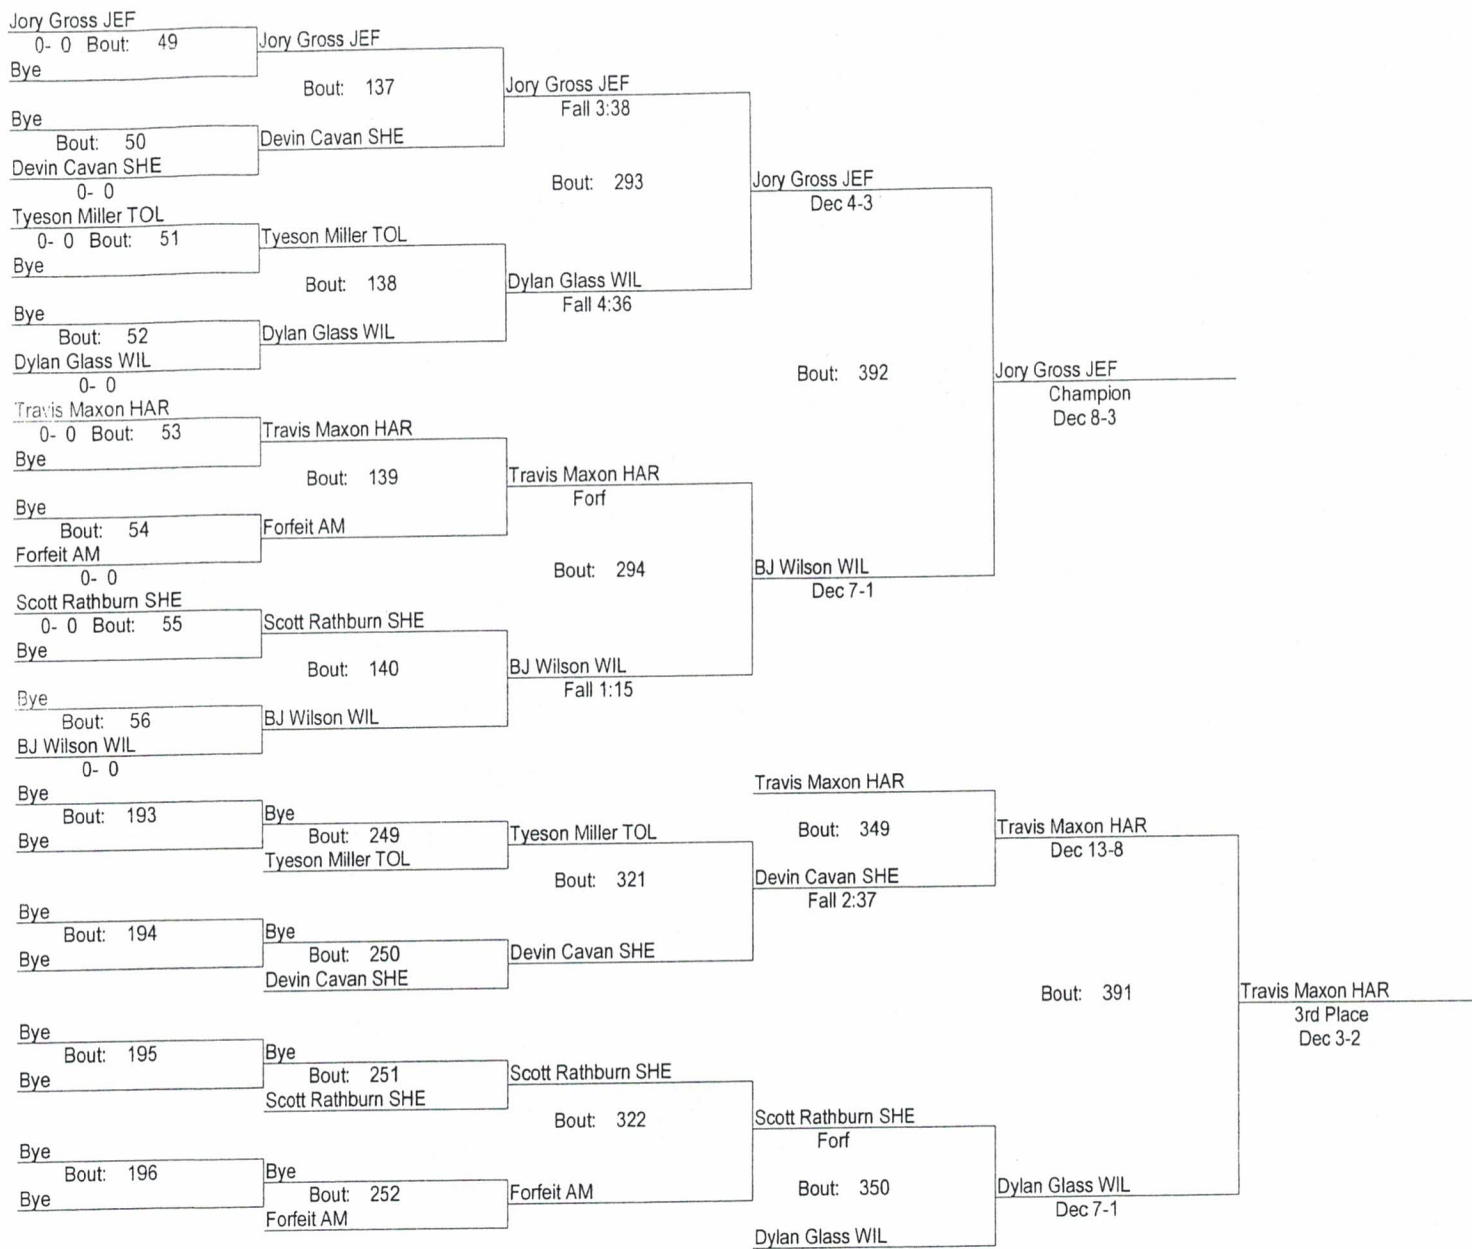 Jory Gross JEF
0- 0 Bout: 49
Bye
Jory Gross JEF
Bout: 137
Bye
Bout: 50
Devin Cavan SHE
0- 0
Devin Cavan SHE
Jory Gross JEF
Fall 3:38
Bout: 293
Tyeson Miller TOL
0- 0 Bout: 51
Bye
Tyeson Miller TOL
Bout: 138
Bye
Bout: 52
Dylan Glass WIL
0- 0
Dylan Glass WIL
Dylan Glass WIL
Fall 4:36
Jory Gross JEF
Dec 4-3
Bout: 392
Travis Maxon HAR
0- 0 Bout: 53
Bye
Travis Maxon HAR
Bout: 139
Bye
Bout: 54
Forfeit AM
0- 0
Forfeit AM
Travis Maxon HAR
Forf
Bout: 294
Scott Rathburn SHE
0- 0 Bout: 55
Bye
Scott Rathburn SHE
Bout: 140
Bye
Bout: 56
BJ Wilson WIL
0- 0
BJ Wilson WIL
BJ Wilson WIL
Fall 1:15
BJ Wilson WIL
Dec 7-1
Jory Gross JEF
Champion
Dec 8-3
Bye
Bout: 193
Bye
Bye
Bout: 249
Tyeson Miller TOL
Tyeson Miller TOL
Bout: 321
Bye
Bout: 194
Bye
Bye
Bout: 250
Devin Cavan SHE
Devin Cavan SHE
Travis Maxon HAR
Bout: 349
Devin Cavan SHE
Fall 2:37
Travis Maxon HAR
Dec 13-8
Bout: 391
Bye
Bout: 195
Bye
Bye
Bout: 251
Scott Rathburn SHE
Scott Rathburn SHE
Bout: 322
Bye
Bout: 196
Bye
Bye
Bout: 252
Forfeit AM
Forfeit AM
Scott Rathburn SHE
Forf
Bout: 350
Dylan Glass WIL
Dylan Glass WIL
Dec 7-1
Travis Maxon HAR
3rd Place
Dec 3-2